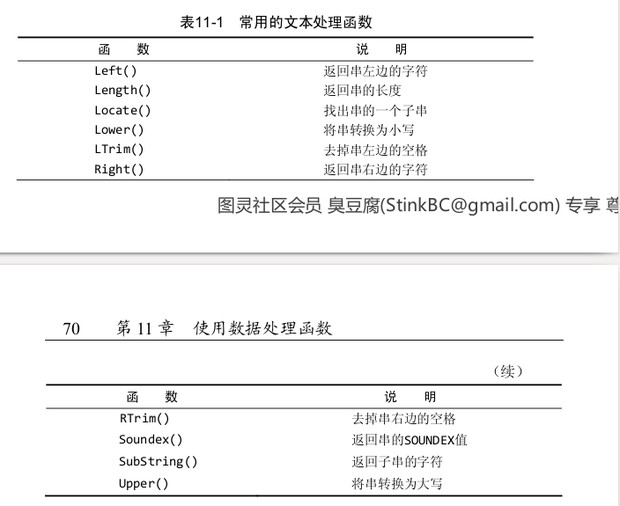 表11-1 常用的文本处理函数
函 数 说 明
Left() 返回串左边的字符
Length() 返回串的长度
Locate() 找出串的一个子串
Lower() 将串转换为小写
LTrim() 去掉串左边的空格
Right() 返回串右边的字符
图灵社区会员 臭豆腐(StinkBC@gmail.com) 专享 尊
70 第 11 章 使用数据处理函数
（续）
函 数 说 明
RTrim() 去掉串右边的空格
Soundex() 返回串的SOUNDEX值
SubString() 返回子串的字符
Upper() 将串转换为大写